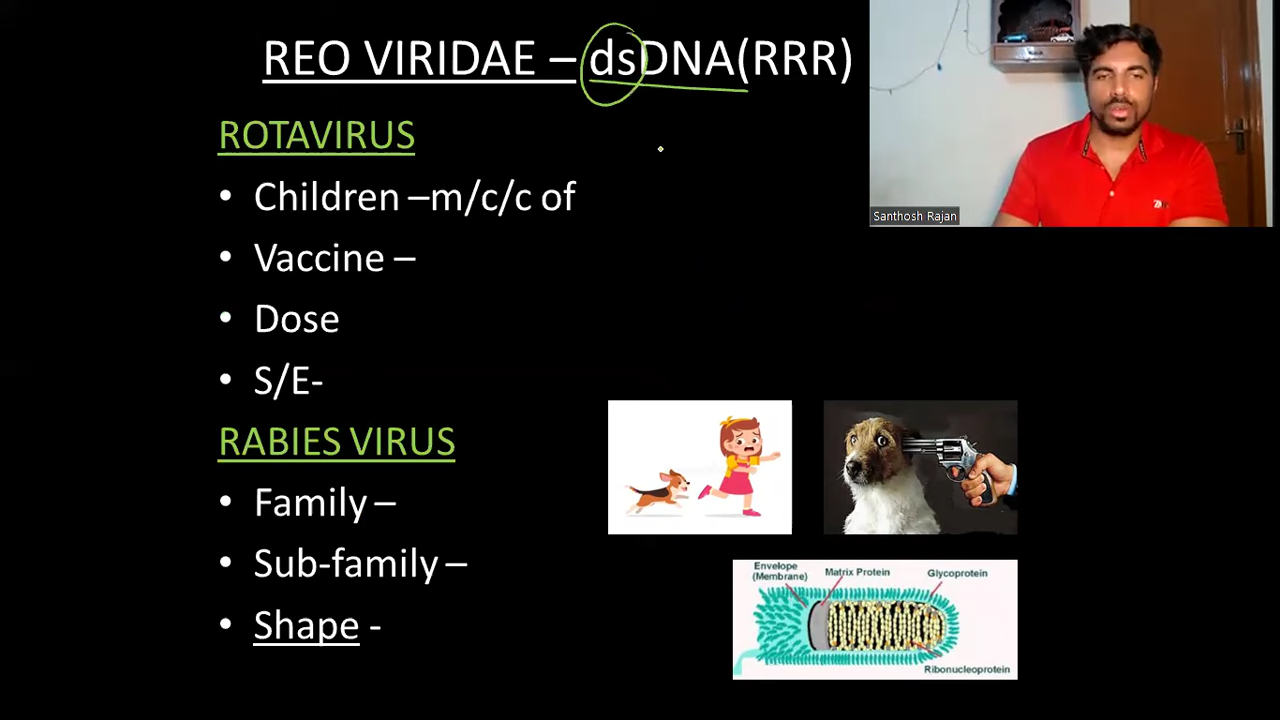 REO VIRIDAE – dsDNA(RRR)
ROTAVIRUS
• Children –m/c/c of
• Vaccine –
• Dose
• S/E-
RABIES VIRUS
• Family –
• Sub-family –
• Shape -
Santhosh Rajan
Envelope
(Membrane)
Matrix Protein
Glycoprotein
Ribonucleoprotein